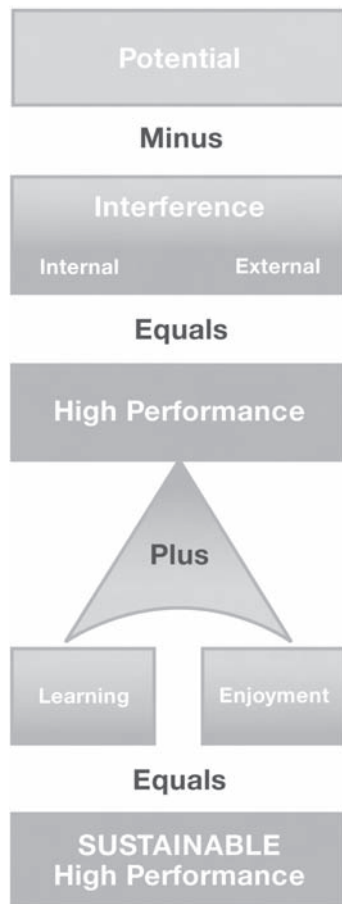 Potential
Minus
Interference
Internal External
Equals
High Performance
Plus
Learning Enjoyment
Equals
SUSTAINABLE
High Performance